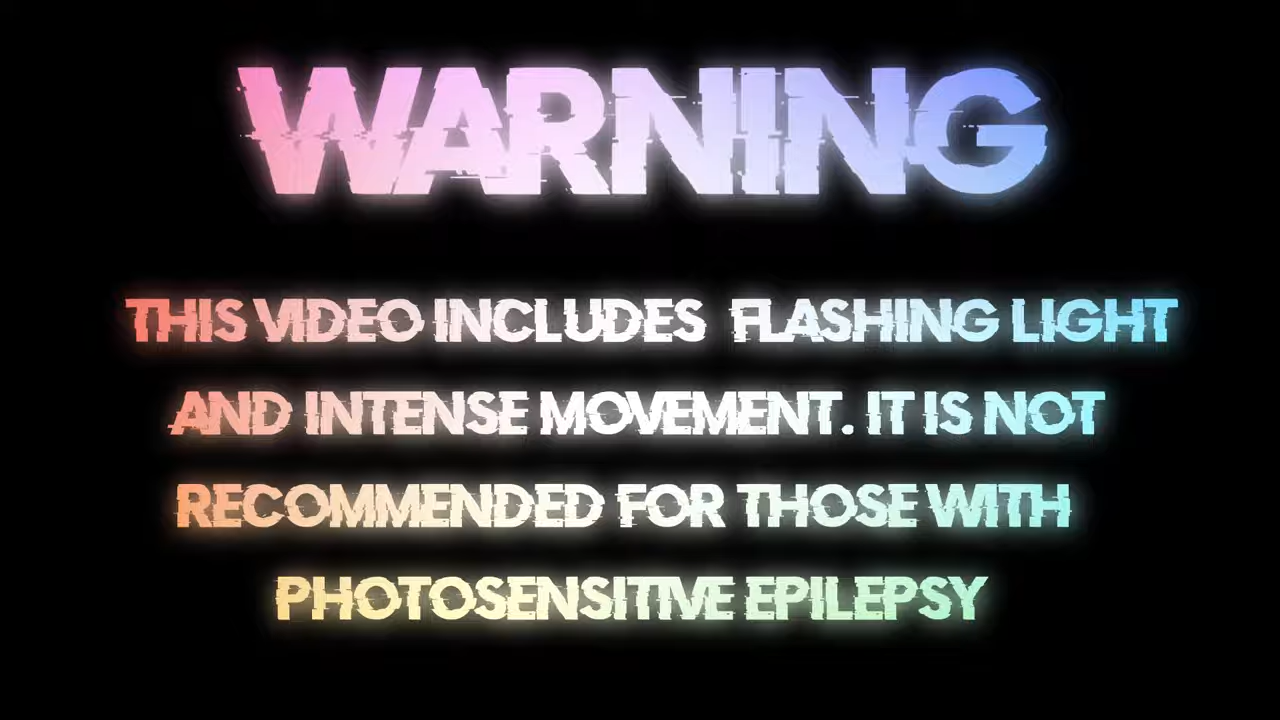 WARNING
THIS VIDEO INCLUDES FLASHING LIGHT
AND INTENSE MOVEMENT. IT IS NOT
RECOMMENDED FOR THOSE WITH
PHOTOSENSITIVE EPILEPSY